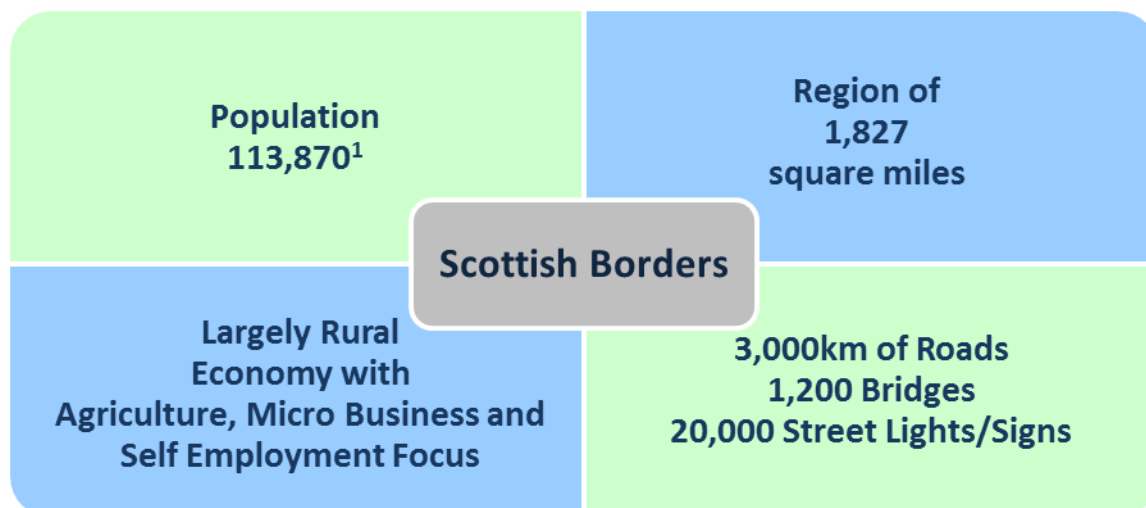 Population
113,870¹
Region of
1,827
square miles
Scottish Borders
Largely Rural
Economy with
Agriculture, Micro Business and
Self Employment Focus
3,000km of Roads
1,200 Bridges
20,000 Street Lights/Signs